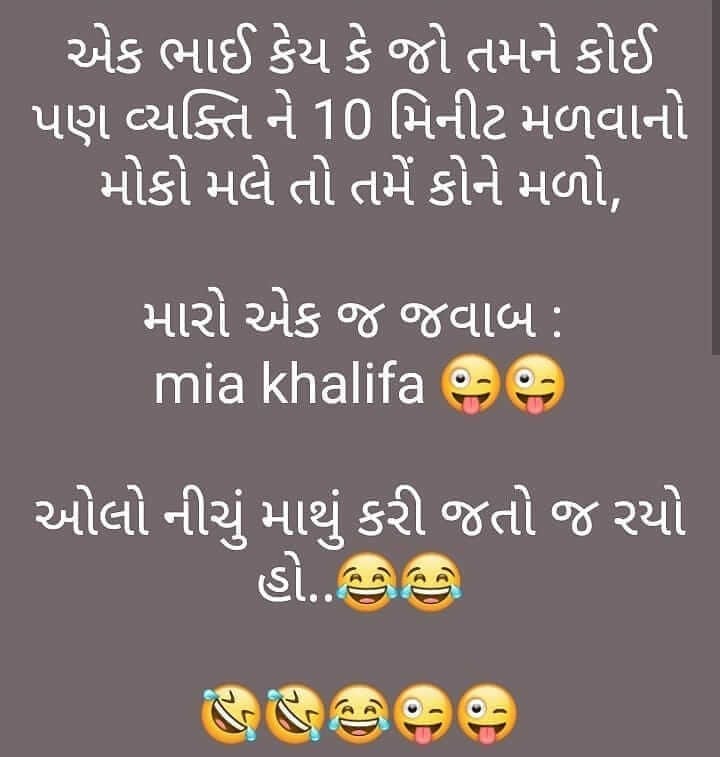 એક ભાઈ કેય કે જો તમને કોઈ
પણ વ્યક્તિ ને 10 મિનીટ મળવાનો
મોકો મલે તો તમેં કોને મળો,
મારો એક જ જવાબ :
mia khalifa 😜😜
ઓલો નીચું માથું કરી જતો જ રયો
હો..😂😂
🤣🤣😂😜😜